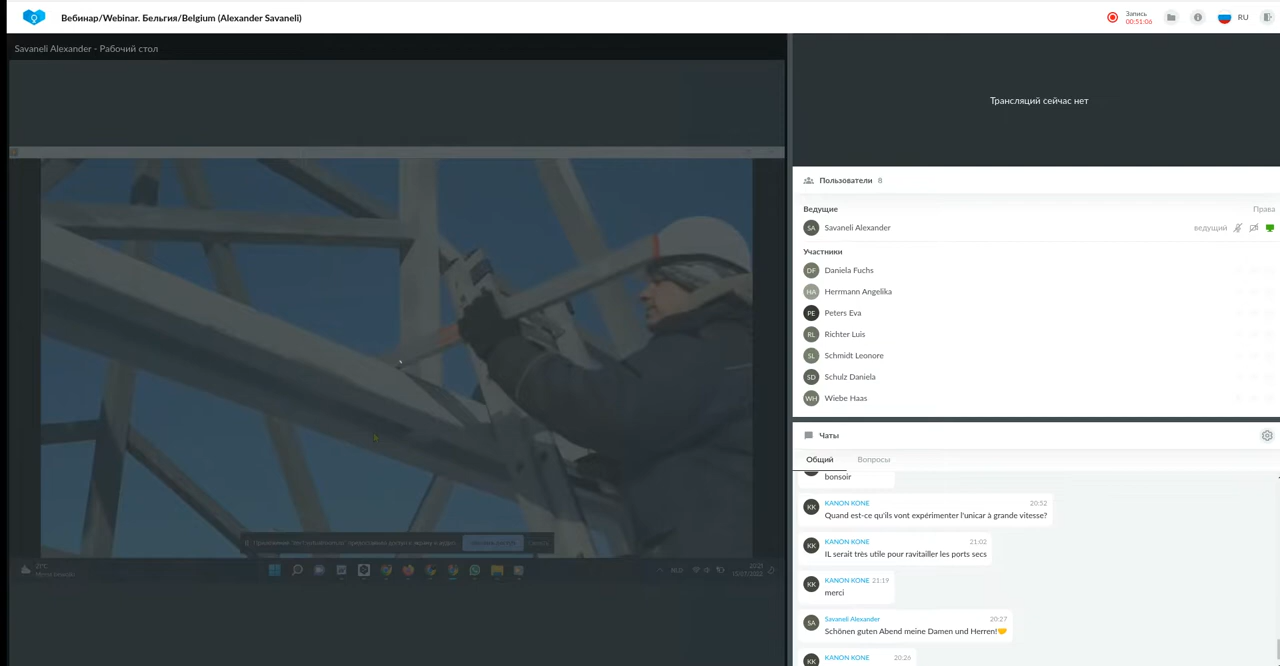 Вебинар/Webinar. Бельгия/Belgium (Alexander Savaneli)
Запись
00:51:06
RU
Savaneli Alexander - Рабочий стол
Трансляций сейчас нет
Пользователи 8
Ведущие
Права
SA Savaneli Alexander
ведущий
Участники
DF Daniela Fuchs
HA Herrmann Angelika
PE Peters Eva
RL Richter Luis
SL Schmidt Leonore
SD Schulz Daniela
WH Wiebe Haas
Чаты
Общий
Вопросы
bonsoir
KK KANON KONE 20:52
Quand est-ce qu'ils vont expérimenter l'unicar à grande vitesse?
KK KANON KONE 21:02
IL serait très utile pour ravitailler les ports secs
KK KANON KONE 21:19
merci
SA Savaneli Alexander 20:27
Schönen guten Abend meine Damen und Herren!🤝
KK KANON KONE 20:26
21°C
NLD